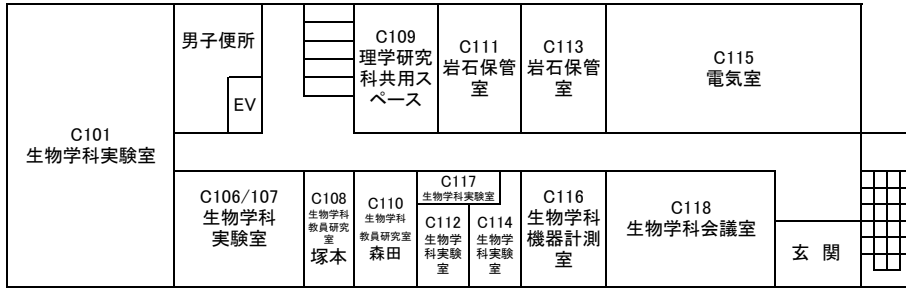 男子便所
EV
C109
理学研究
科共用ス
ペース
C111
岩石保管
室
C113
岩石保管
室
C115
電気室
C101
生物学科実験室
C106/107
生物学科
実験室
C108
生物学科
教員研究
室
塚本
C110
生物学科
教員研究室
森田
C117
生物学科実験室
C112
生物学
科実験
室
C114
生物学
科実験
室
C116
生物学科
機器計測
室
C118
生物学科会議室
玄 関